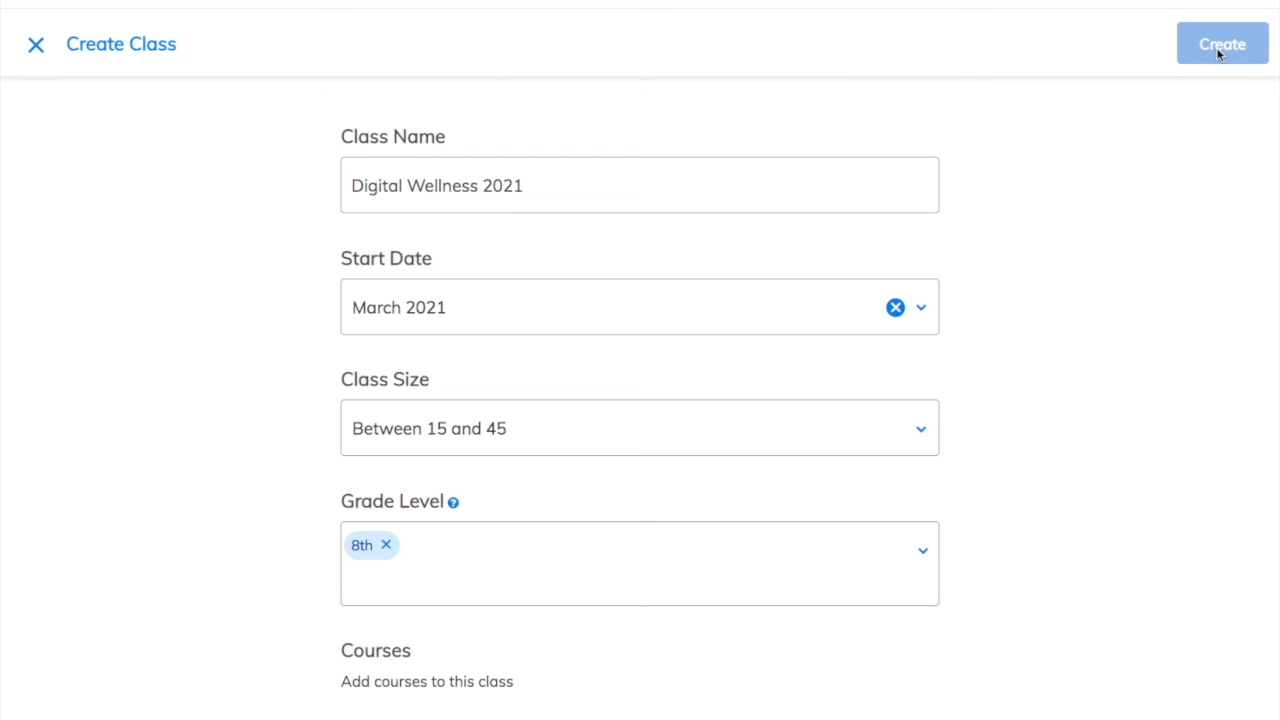 Create Class
Create
Class Name
Digital Wellness 2021
Start Date
March 2021
Class Size
Between 15 and 45
Grade Level
8th
Courses
Add courses to this class